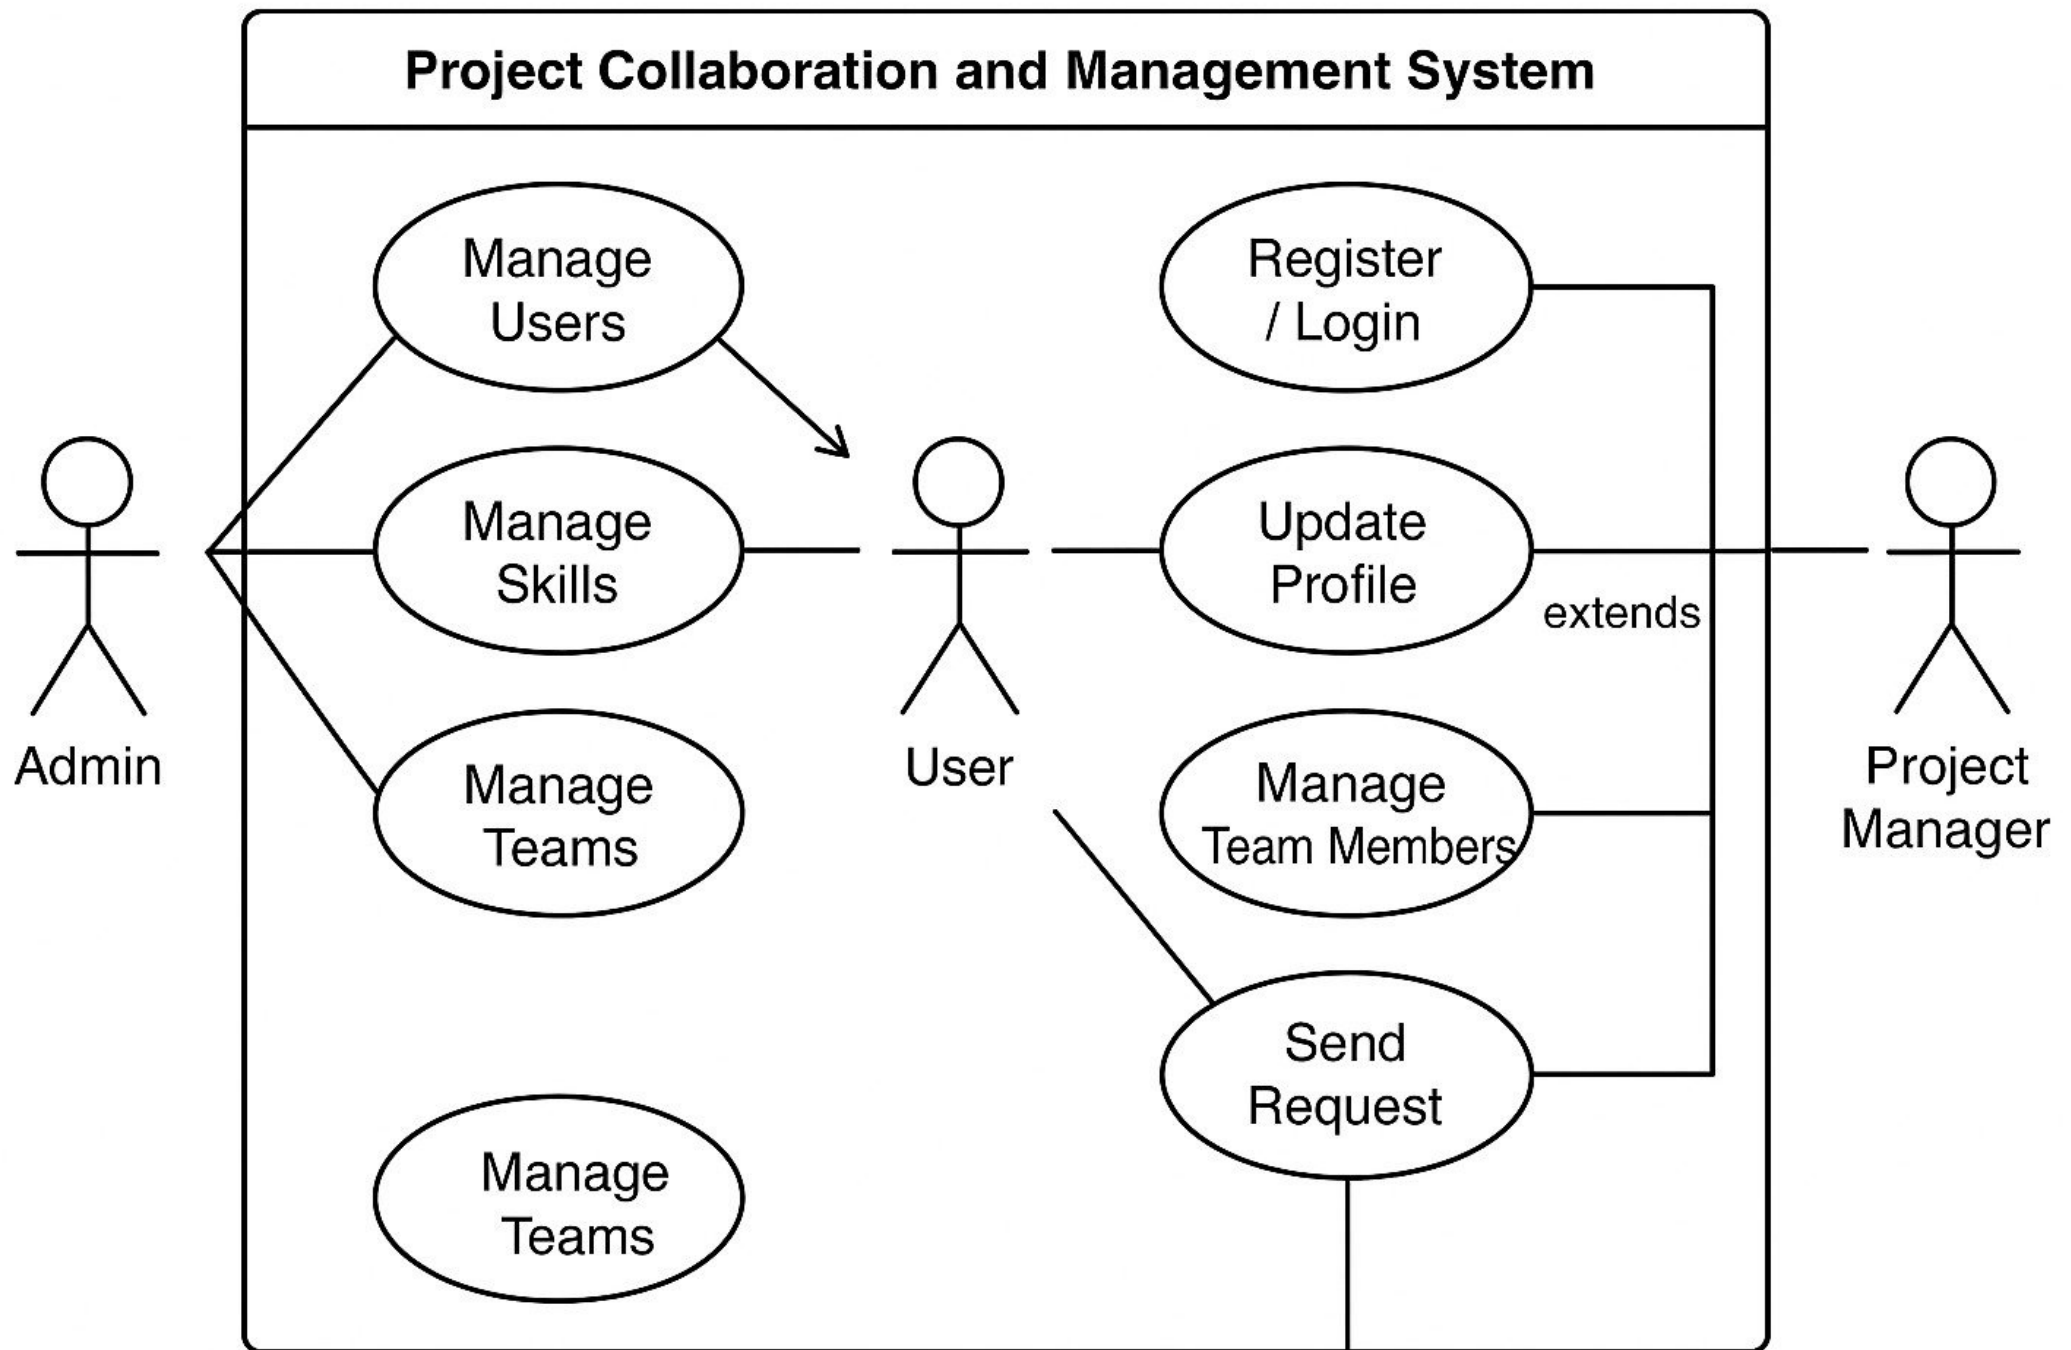 Project Collaboration and Management System
Manage
Users
Register
/ Login
Manage
Skills
Update
Profile
extends
Admin
User
Project
Manager
Manage
Teams
Manage
Team Members
Send
Request
Manage
Teams